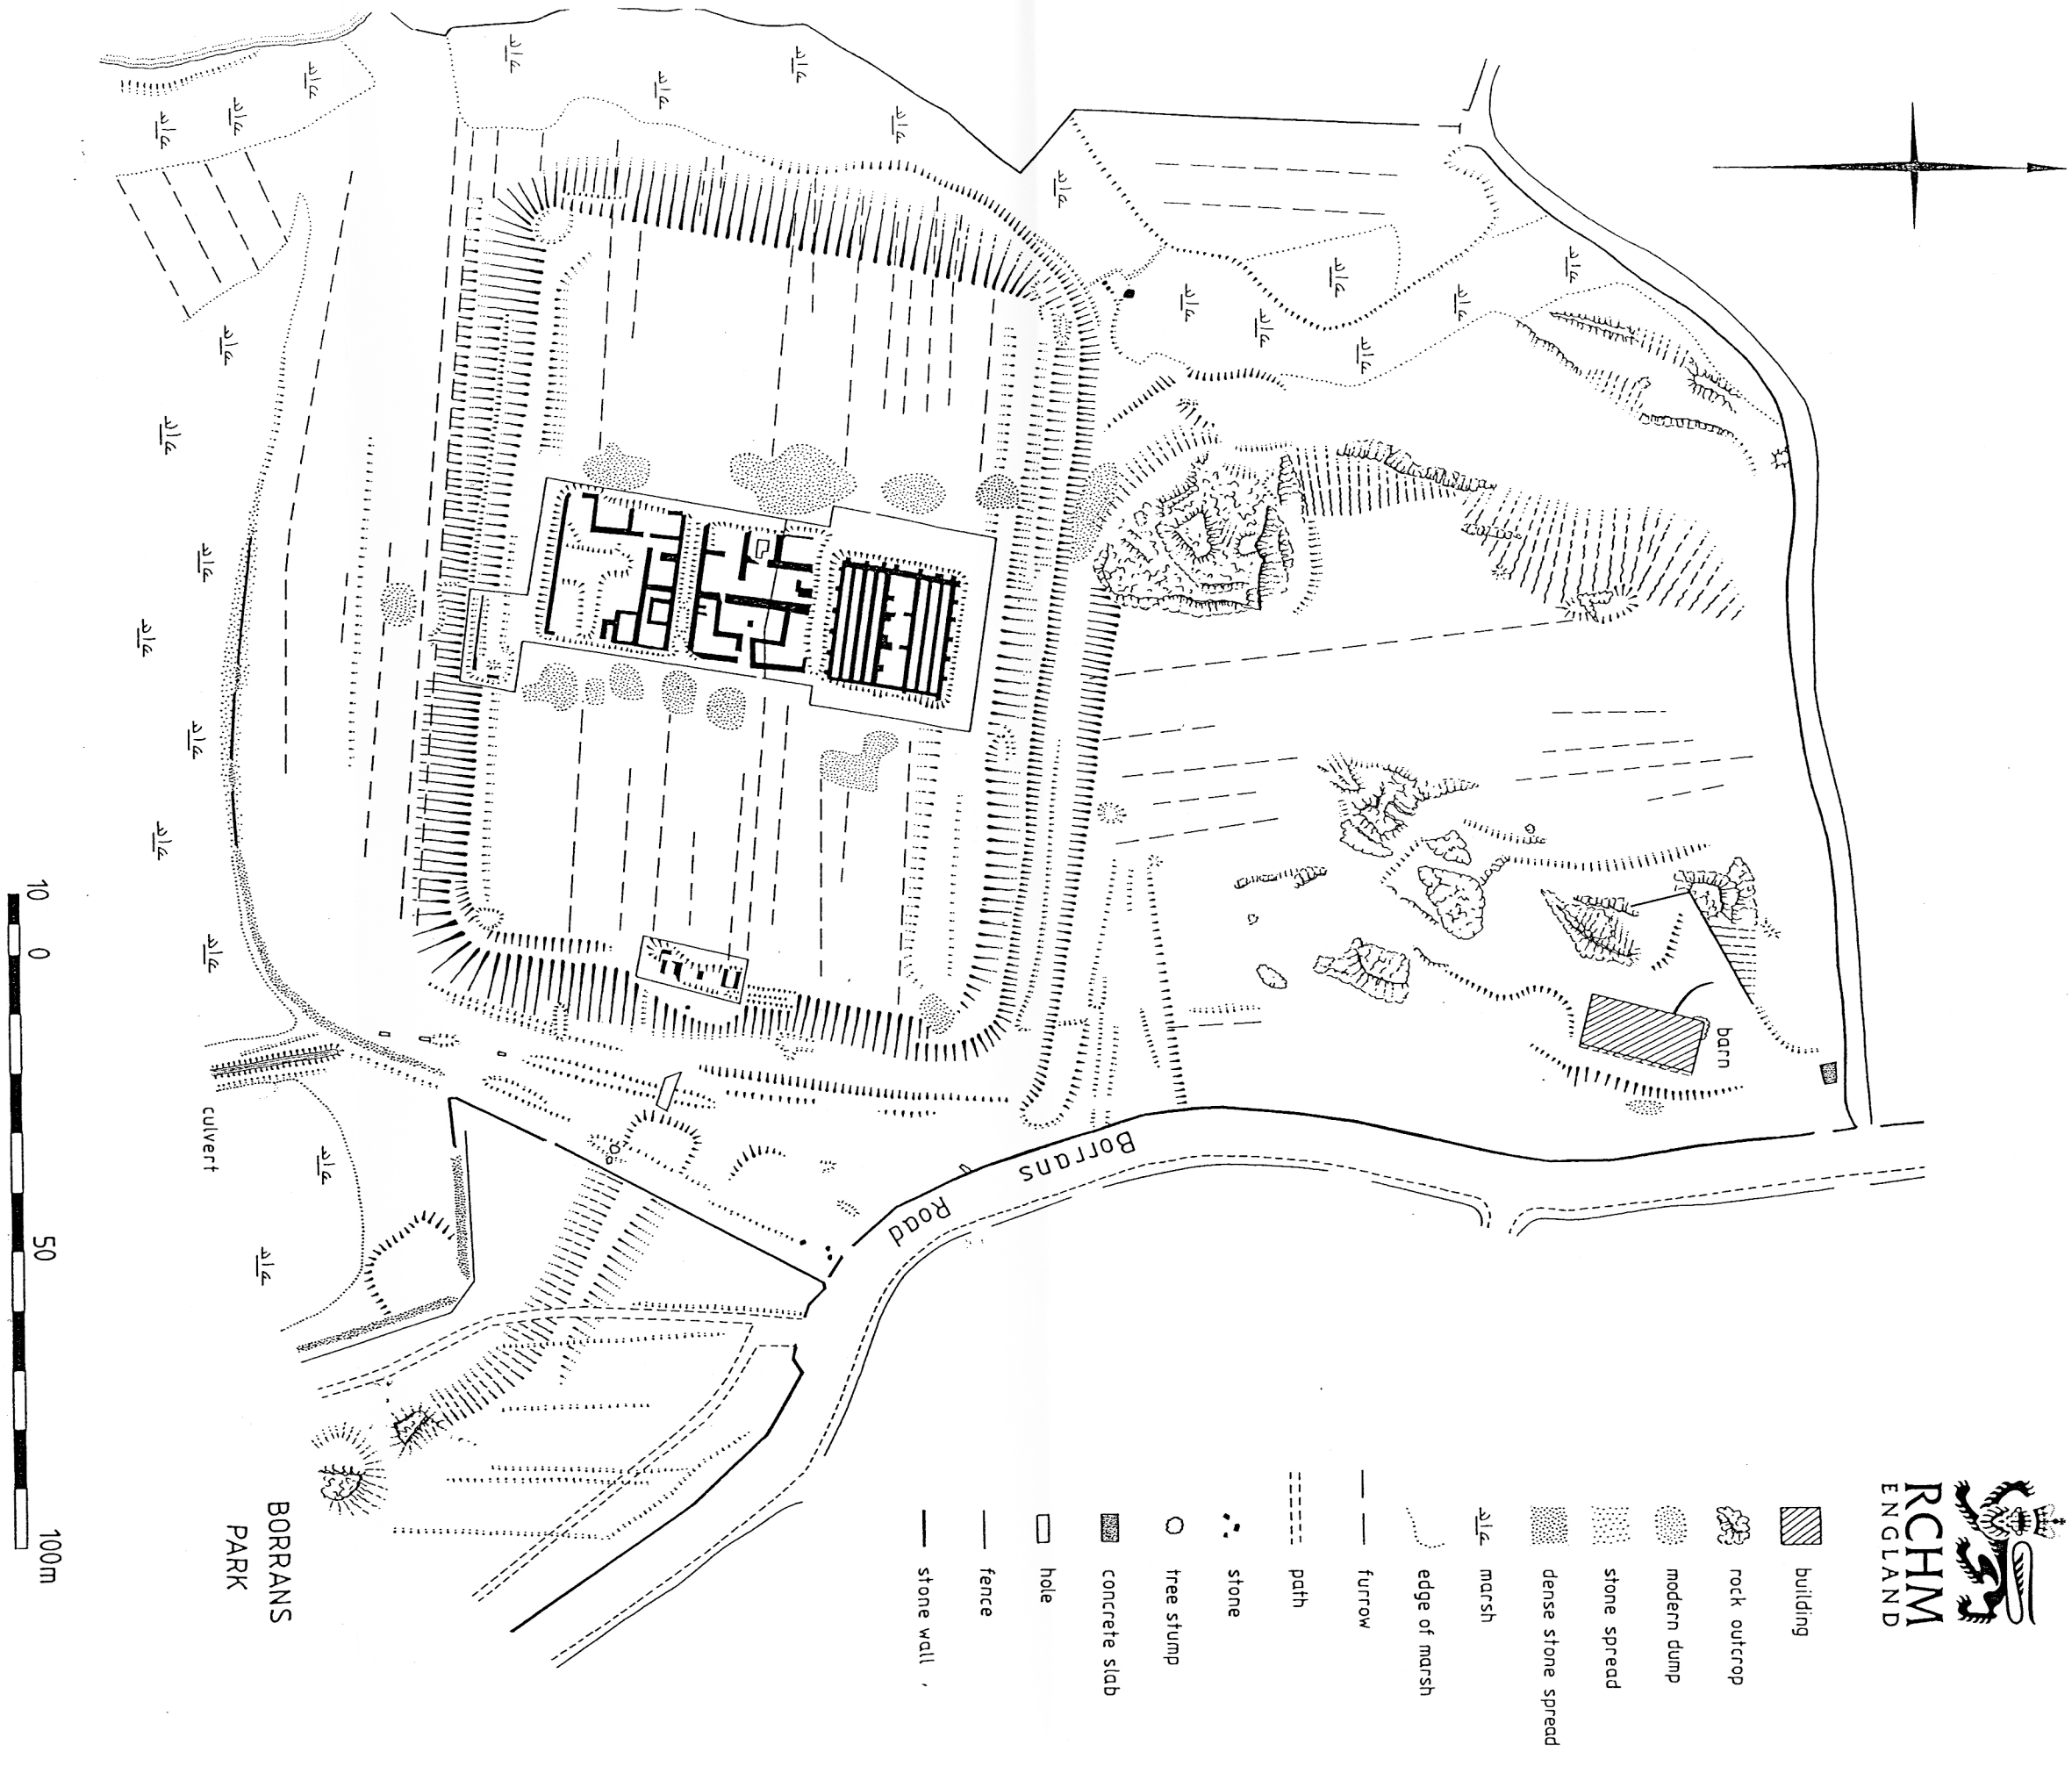 RCHM
ENGLAND
building
rock outcrop
modern dump
stone spread
dense stone spread
marsh
edge of marsh
furrow
path
stone
tree stump
concrete slab
hole
fence
stone wall
barn
Borrans
Road
culvert
BORRANS
PARK
10
0
50
100m